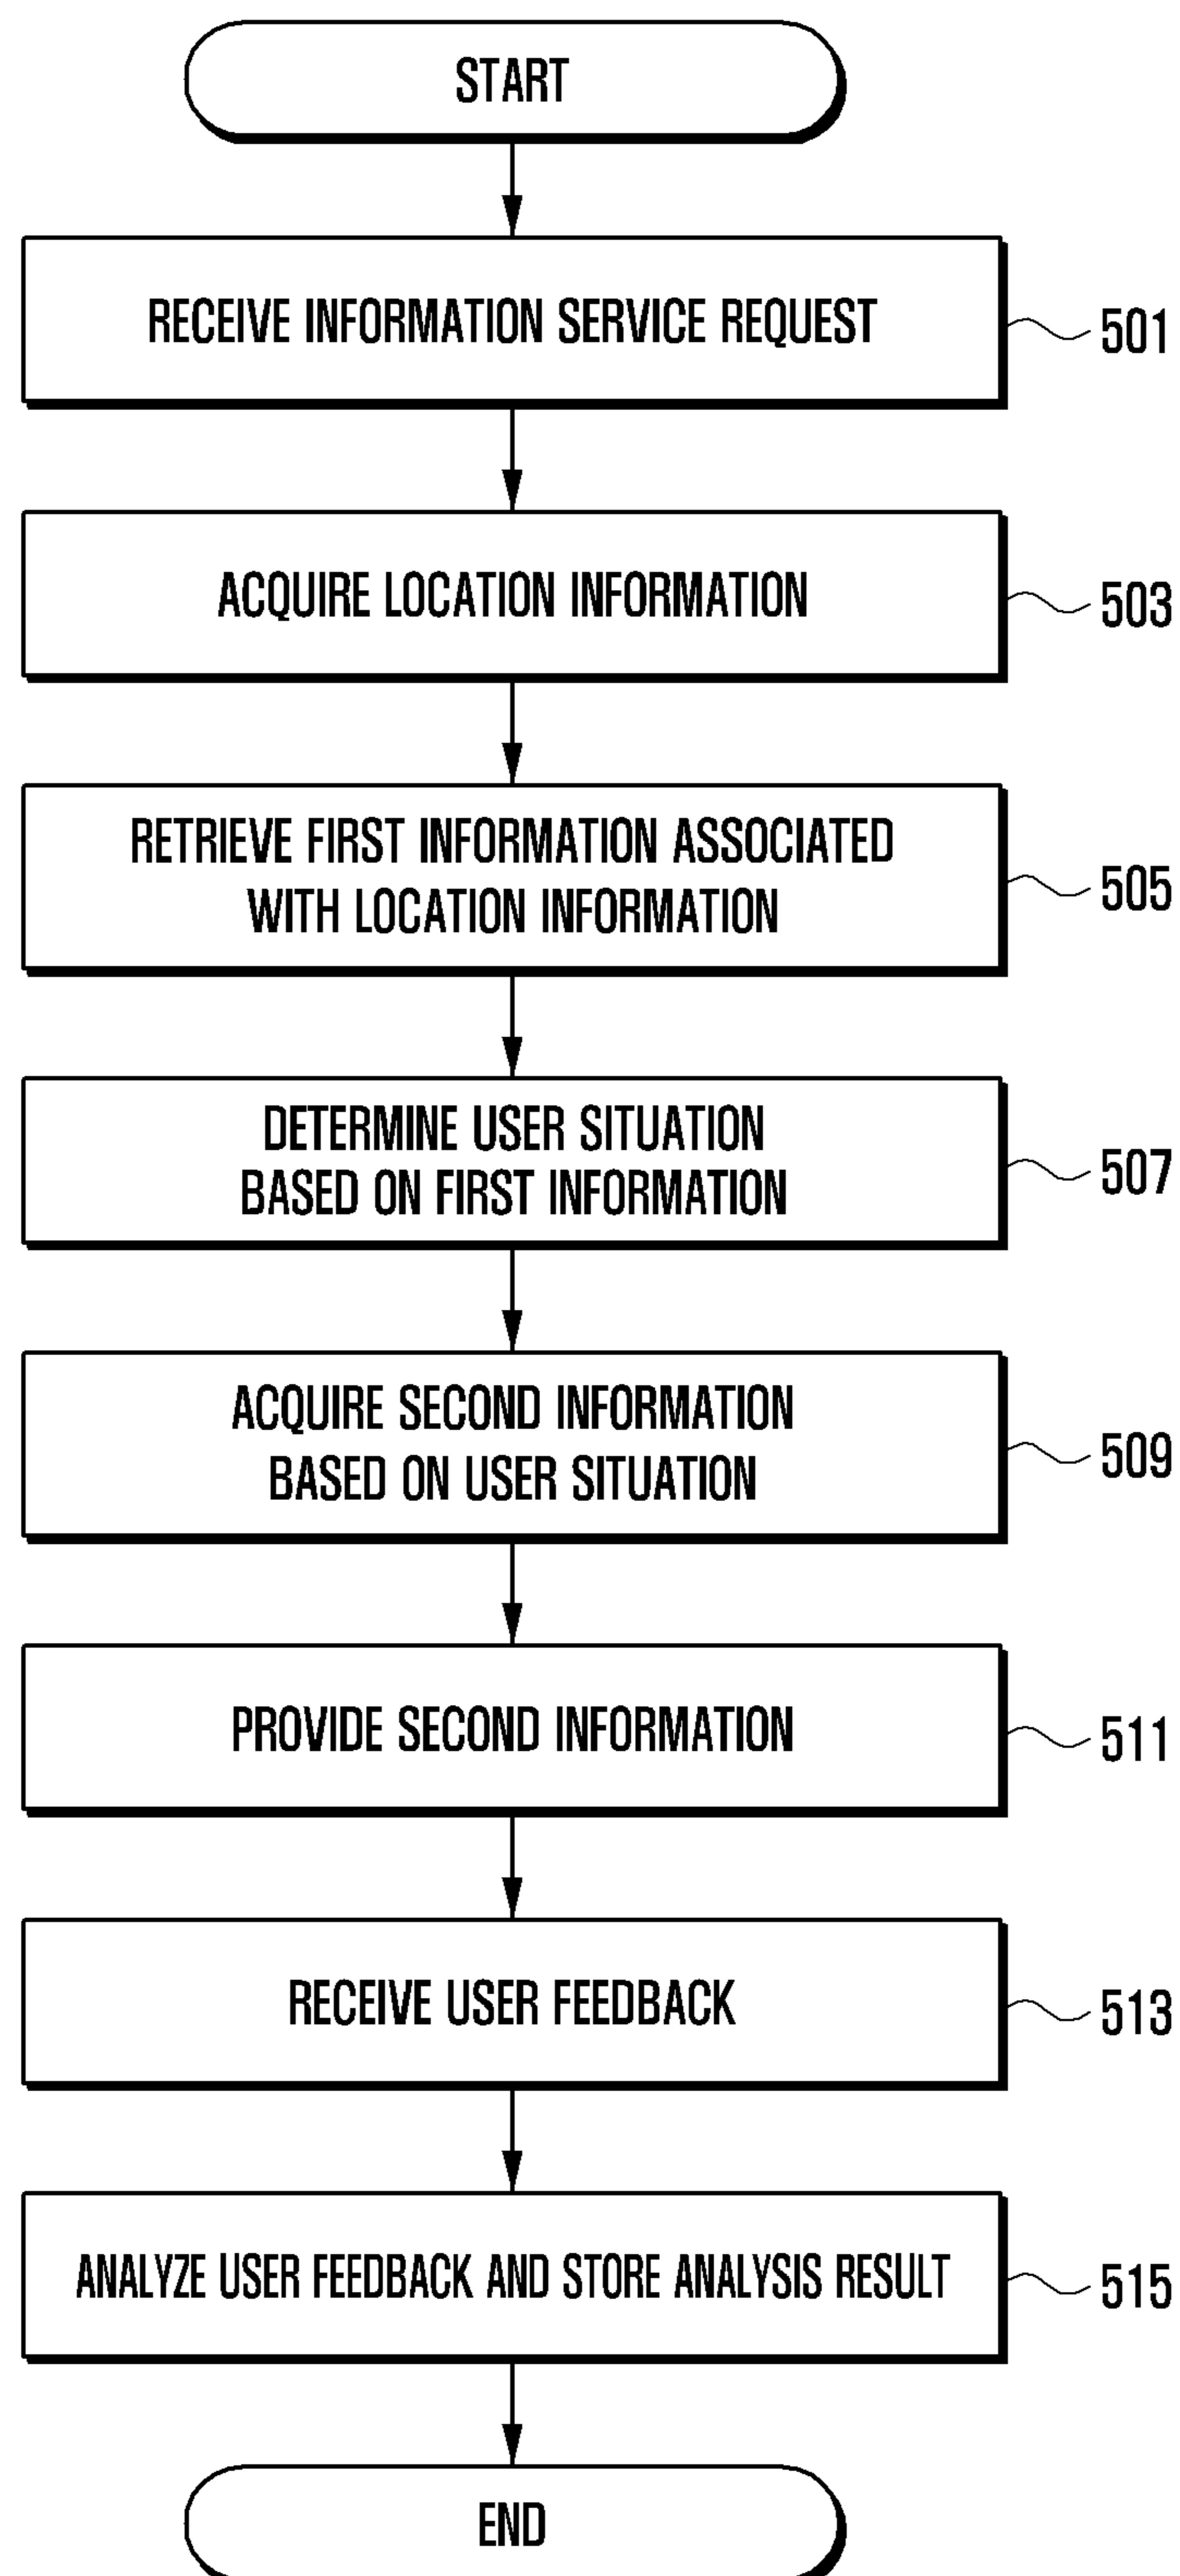 START
RECEIVE INFORMATION SERVICE REQUEST
501
ACQUIRE LOCATION INFORMATION
503
RETRIEVE FIRST INFORMATION ASSOCIATED
WITH LOCATION INFORMATION
505
DETERMINE USER SITUATION
BASED ON FIRST INFORMATION
507
ACQUIRE SECOND INFORMATION
BASED ON USER SITUATION
509
PROVIDE SECOND INFORMATION
511
RECEIVE USER FEEDBACK
513
ANALYZE USER FEEDBACK AND STORE ANALYSIS RESULT
515
END